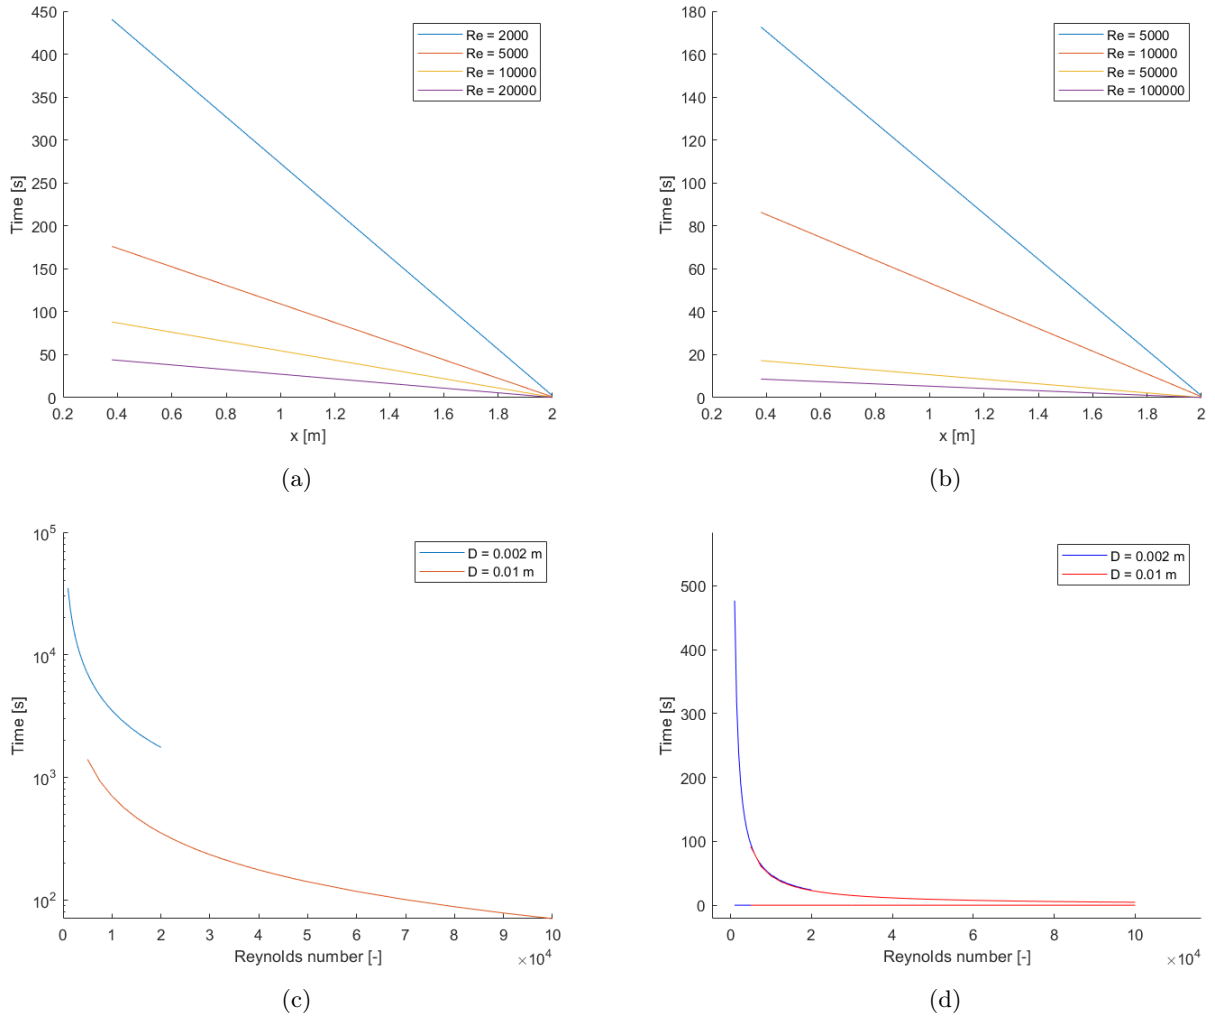 450
400
350
300
250
200
150
100
50
0
Time [s]
0.2 0.4 0.6 0.8 1 1.2 1.4 1.6 1.8 2
x [m]
Re = 2000
Re = 5000
Re = 10000
Re = 20000
(a)
180
160
140
120
100
80
60
40
20
0
Time [s]
0.2 0.4 0.6 0.8 1 1.2 1.4 1.6 1.8 2
x [m]
Re = 5000
Re = 10000
Re = 50000
Re = 100000
(b)
10^5
10^4
10^3
10^2
Time [s]
0 1 2 3 4 5 6 7 8 9 10
Reynolds number [-]
×10^4
D = 0.002 m
D = 0.01 m
(c)
500
400
300
200
100
0
Time [s]
0 2 4 6 8 10
Reynolds number [-]
×10^4
D = 0.002 m
D = 0.01 m
(d)